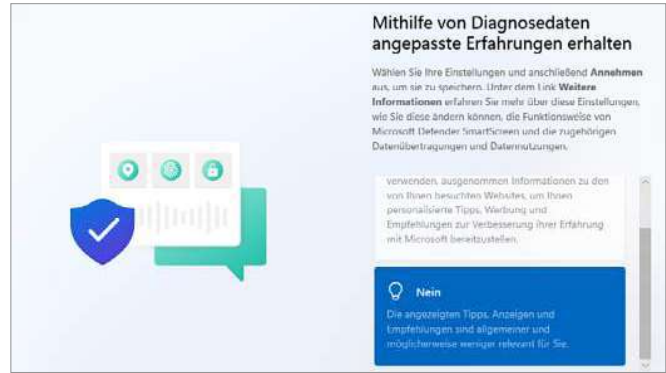 Mithilfe von Diagnosedaten
angepasste Erfahrungen erhalten
Wählen Sie Ihre Einstellungen und anschließend Annehmen
aus, um sie zu speichern. Unter dem Link Weitere
Informationen erfahren Sie mehr über diese Einstellungen,
wie Sie diese ändern können, die Funktionsweise von
Microsoft Defender SmartScreen und die zugehörigen
Datenübertragungen und Datennutzungen.
verwenden, ausgenommen Informationen zu den
von Ihnen besuchten Websites, um Ihnen
personalisierte Tipps, Werbung und
Empfehlungen zur Verbesserung ihrer Erfahrung
mit Microsoft bereitzustellen.
Nein
Die angezeigten Tipps, Anzeigen und
Empfehlungen sind allgemeiner und
möglicherweise weniger relevant für Sie.